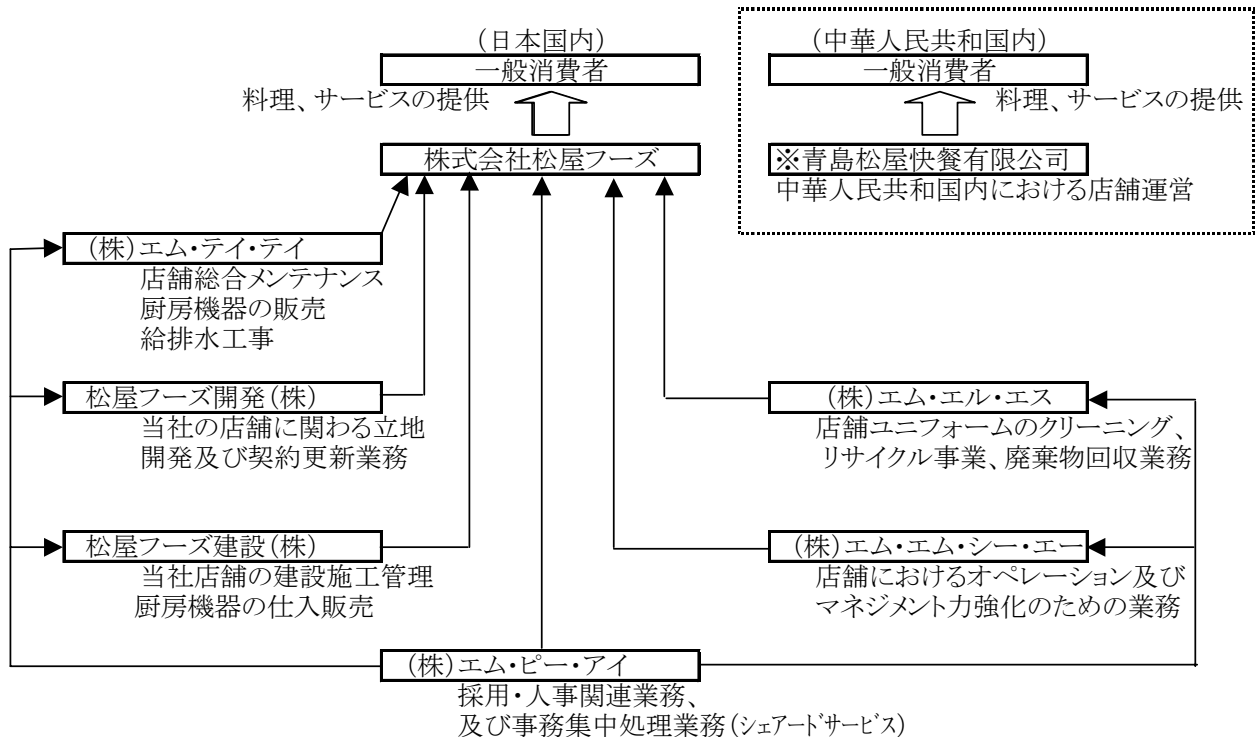 (日本国内)
一般消費者
料理、サービスの提供
株式会社松屋フーズ
(中華人民共和国内)
一般消費者
料理、サービスの提供
※青島松屋快餐有限公司
中華人民共和国内における店舗運営
(株)エム・テイ・テイ
店舗総合メンテナンス
厨房機器の販売
給排水工事
松屋フーズ開発(株)
当社の店舗に関わる立地
開発及び契約更新業務
松屋フーズ建設(株)
当社店舗の建設施工管理
厨房機器の仕入販売
(株)エム・エル・エス
店舗ユニフォームのクリーニング、
リサイクル事業、廃棄物回収業務
(株)エム・エム・シー・エー
店舗におけるオペレーション及び
マネジメント力強化のための業務
(株)エム・ピー・アイ
採用・人事関連業務、
及び事務集中処理業務(シェアードサービス)